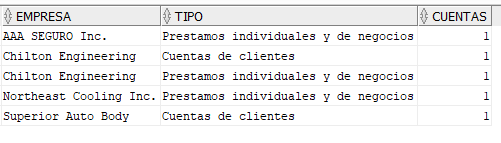 EMPRESA TIPO CUENTAS
AAA SEGURO Inc. Prestamos individuales y de negocios 1
Chilton Engineering Cuentas de clientes 1
Chilton Engineering Prestamos individuales y de negocios 1
Northeast Cooling Inc. Prestamos individuales y de negocios 1
Superior Auto Body Cuentas de clientes 1